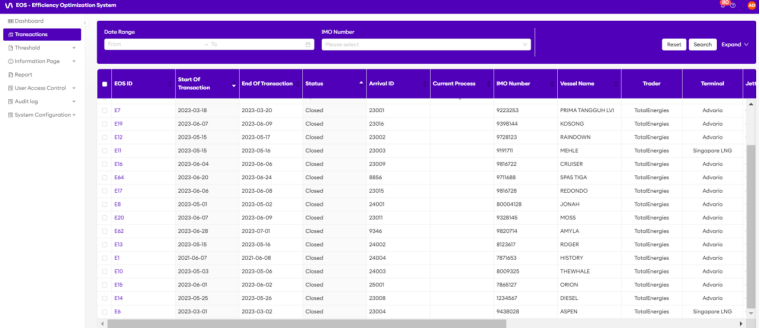 EOS - Efficiency Optimization System
AD
Dashboard
Transactions
Threshold
Information Page
Report
User Access Control
Audit log
System Configuration
Date Range
From → To
IMO Number
Please select
Reset Search Expand
EOS ID Start Of Transaction End Of Transaction Status Arrival ID Current Process IMO Number Vessel Name Trader Terminal Jett
E7 2023-03-18 2023-03-20 Closed 23001 9223253 PRIMA TANGGUH LVI TotalEnergies Advario
E19 2023-06-07 2023-06-09 Closed 23016 9398144 KOSONG TotalEnergies Advario
E12 2023-05-15 2023-05-17 Closed 23002 9728123 RAINDOWN TotalEnergies Advario
E11 2023-05-15 2023-05-16 Closed 23003 9191711 MEHLE TotalEnergies Singapore LNG
E16 2023-06-04 2023-06-06 Closed 23009 9816722 CRUISER TotalEnergies Advario
E64 2023-06-20 2023-06-24 Closed 8856 9711688 SPAS TIGA TotalEnergies Advario
E17 2023-06-06 2023-06-08 Closed 23015 9816728 REDONDO TotalEnergies Advario
E8 2023-05-01 2023-05-02 Closed 24001 80004128 JONAH TotalEnergies Advario
E20 2023-06-07 2023-06-09 Closed 23011 9328145 MOSS TotalEnergies Advario
E62 2023-06-28 2023-07-01 Closed 9346 9820714 AMYLA TotalEnergies Advario
E13 2023-05-15 2023-05-16 Closed 24002 8123617 ROGER TotalEnergies Advario
E1 2021-06-07 2021-06-08 Closed 24004 7871653 HISTORY TotalEnergies Advario
E10 2023-05-03 2023-05-06 Closed 24003 8009325 THEWHALE TotalEnergies Advario
E15 2023-06-01 2023-06-02 Closed 25001 7865127 ORION TotalEnergies Advario
E14 2023-05-25 2023-05-26 Closed 23008 1234567 DIESEL TotalEnergies Advario
E6 2023-03-01 2023-03-02 Closed 23004 9438028 ASPEN TotalEnergies Singapore LNG